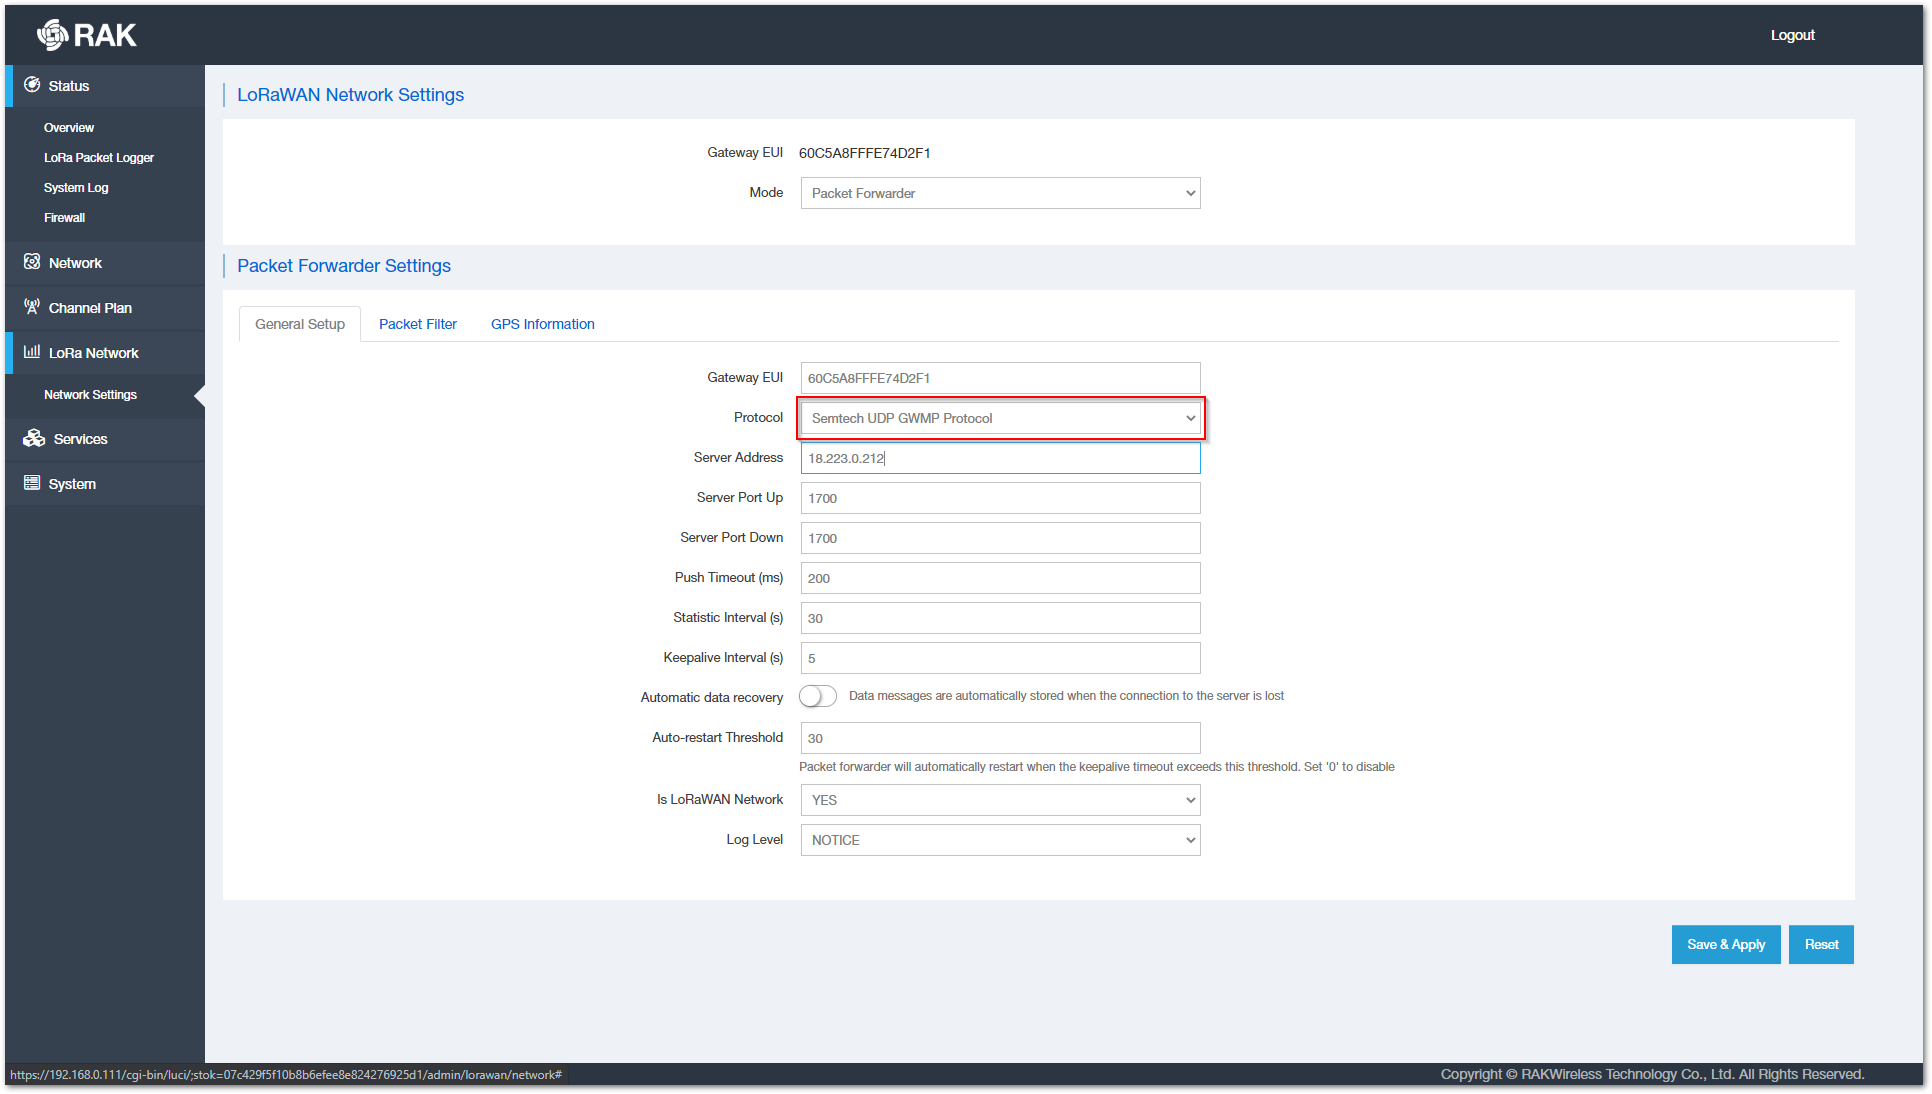 RAK
Logout
Status
Overview
LoRa Packet Logger
System Log
Firewall
Network
Channel Plan
LoRa Network
Network Settings
Services
System
LoRaWAN Network Settings
Gateway EUI 60C5A8FFFE74D2F1
Mode Packet Forwarder
Packet Forwarder Settings
General Setup Packet Filter GPS Information
Gateway EUI 60C5A8FFFE74D2F1
Protocol Semtech UDP GWMP Protocol
Server Address 18.223.0.212
Server Port Up 1700
Server Port Down 1700
Push Timeout (ms) 200
Statistic Interval (s) 30
Keepalive Interval (s) 5
Automatic data recovery Data messages are automatically stored when the connection to the server is lost
Auto-restart Threshold 30
Packet forwarder will automatically restart when the keepalive timeout exceeds this threshold. Set '0' to disable
Is LoRaWAN Network YES
Log Level NOTICE
Save & Apply Reset
https://192.168.0.111/cgi-bin/luci/;stok=07c429f5f10b8b6efee8e824276925d1/admin/lorawan/network#
Copyright © RAKWireless Technology Co., Ltd. All Rights Reserved.